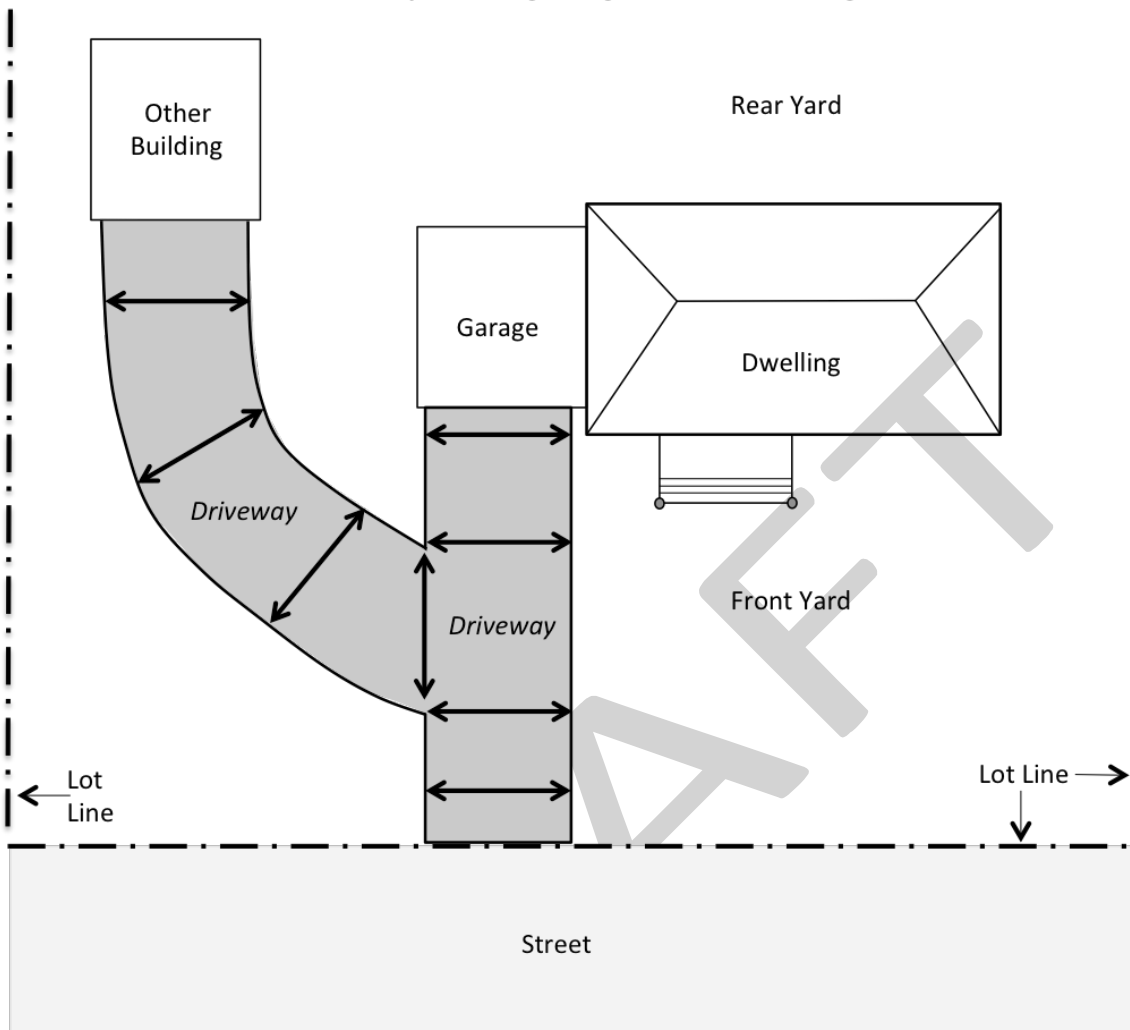 Other
Building
Rear Yard
Garage
Dwelling
Driveway
Front Yard
Driveway
Lot
Line
Lot Line
Street
AFT